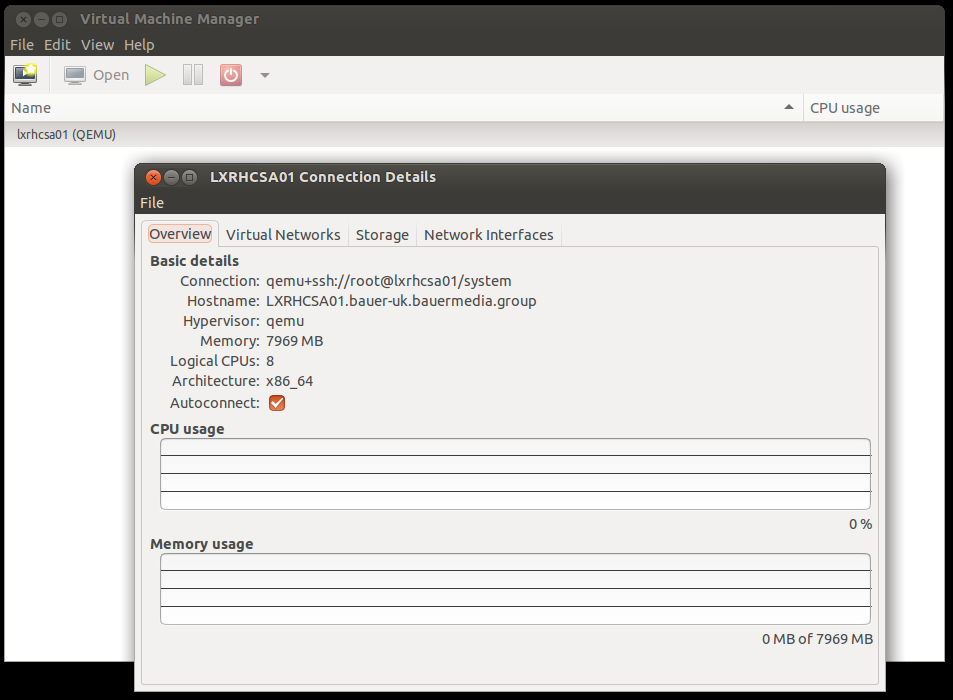 Virtual Machine Manager
File Edit View Help
Open
Name CPU usage
lxrhcsa01 (QEMU)
LXRHCSA01 Connection Details
File
Overview Virtual Networks Storage Network Interfaces
Basic details
Connection: qemu+ssh://root@lxrhcsa01/system
Hostname: LXRHCSA01.bauer-uk.bauermedia.group
Hypervisor: qemu
Memory: 7969 MB
Logical CPUs: 8
Architecture: x86_64
Autoconnect:
CPU usage
0 %
Memory usage
0 MB of 7969 MB